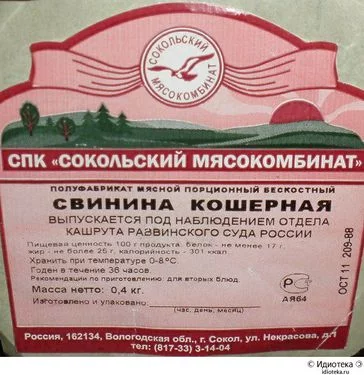 СОКОЛЬСКИЙ
МЯСОКОМБИНАТ
СПК «СОКОЛЬСКИЙ МЯСОКОМБИНАТ»
ПОЛУФАБРИКАТ МЯСНОЙ ПОРЦИОННЫЙ БЕСКОСТНЫЙ
СВИНИНА КОШЕРНАЯ
ВЫПУСКАЕТСЯ ПОД НАБЛЮДЕНИЕМ ОТДЕЛА
КАШРУТА РАВВИНСКОГО СУДА РОССИИ
Пищевая ценность 100 г продукта: белок - не менее 17 г,
жир - не более 25 г, калорийность - 301 ккал
Хранить при температуре 0-8°С.
Годен в течение 36 часов.
Рекомендации по приготовлению: для вторых блюд
Масса нетто: 0,4 кг.
Изготовлено и упаковано:
(час, день, месяц)
АЯ64
ОСТ 11 209-88
Россия, 162134, Вологодская обл., г. Сокол, ул. Некрасова, д.1
тел.: (817-33) 3-14-04
© Идиотека
idioteka.ru